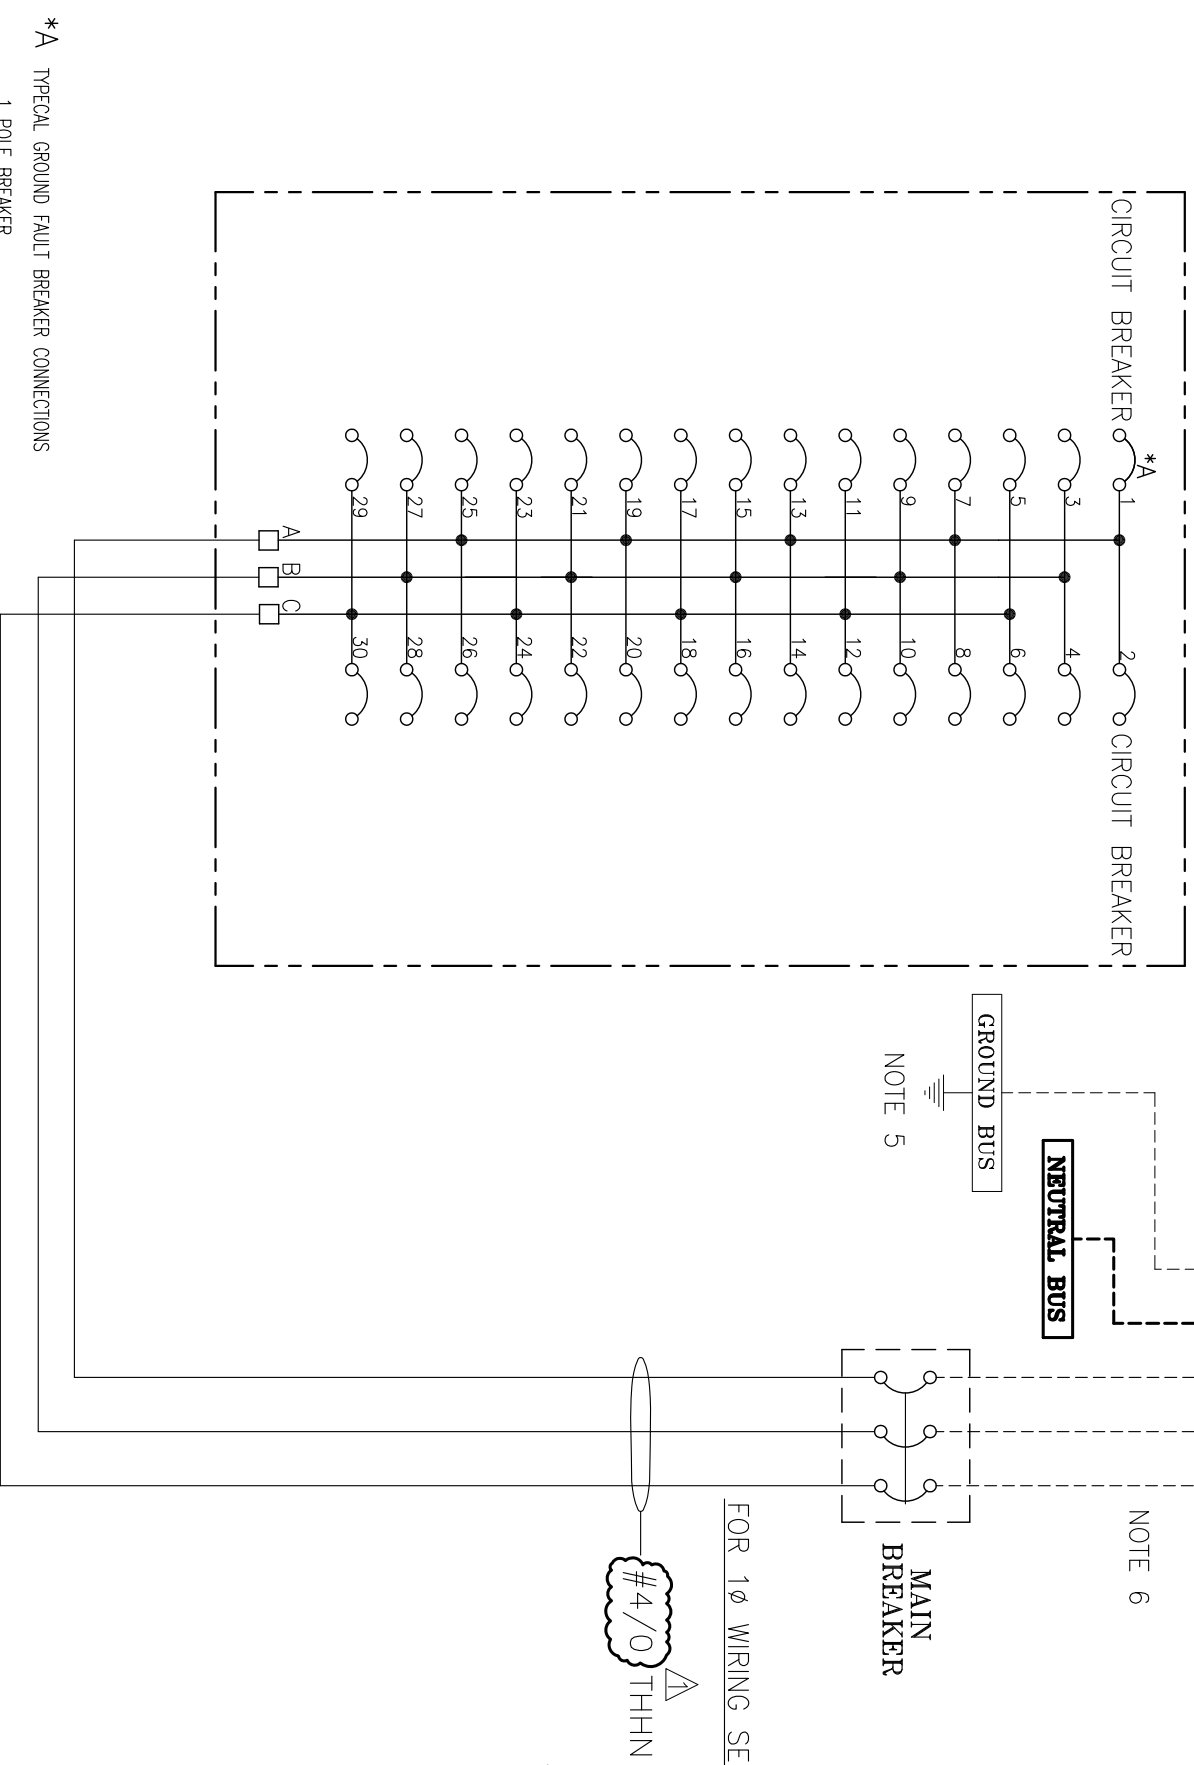 CIRCUIT BREAKER
*A
CIRCUIT BREAKER
1 2
3 4
5 6
7 8
9 10
11 12
13 14
15 16
17 18
19 20
21 22
23 24
25 26
27 28
29 30
A
B
C
GROUND BUS
NOTE 5
NEUTRAL BUS
NOTE 6
MAIN
BREAKER
FOR 1ø WIRING SE
1
#4/0 THHN
*A TYPECAL GROUND FAULT BREAKER CONNECTIONS
1 POLE BREAKER